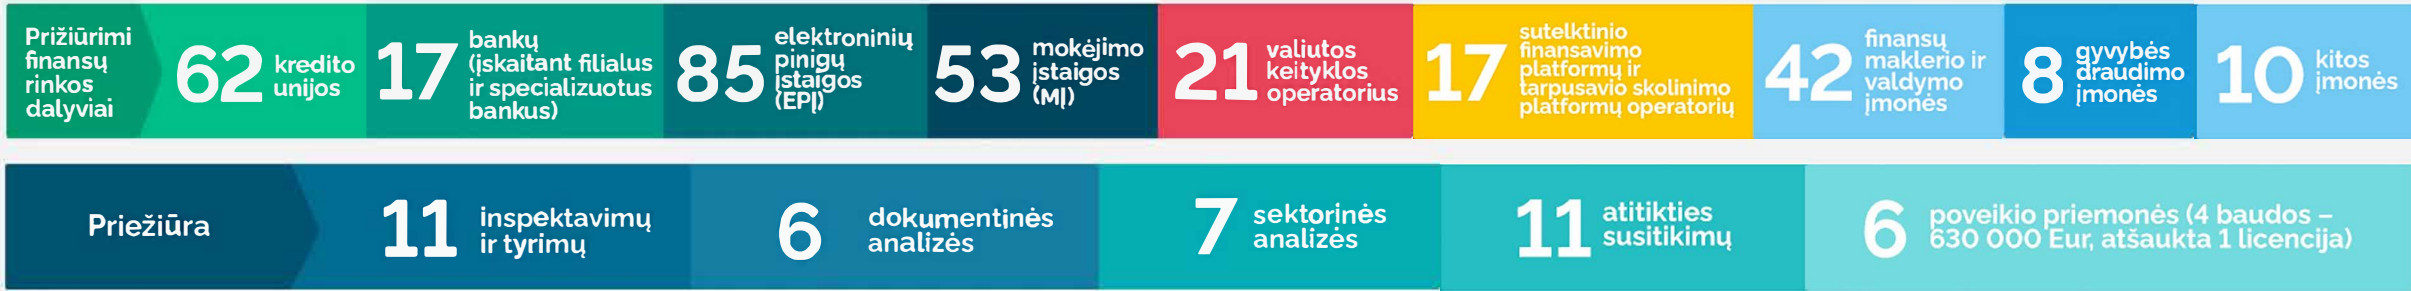 Prižiūrimi
finansų
rinkos
dalyviai
62
kredito
unijos
17
bankų
(įskaitant filialus
ir specializuotus
bankus)
85
elektroninių
pinigų
įstaigos
(EPĮ)
53
mokėjimo
įstaigos
(MĮ)
21
valiutos
keityklos
operatorius
17
sutelktinio
finansavimo
platformų ir
tarpusavio skolinimo
platformų operatorių
42
finansų
maklerio ir
valdymo
įmonės
8
gyvybės
draudimo
įmonės
10
kitos
įmonės
Priežiūra
11
inspektavimų
ir tyrimų
6
dokumentinės
analizės
7
sektorinės
analizės
11
atitikties
susitikimų
6
poveikio priemonės (4 baudos –
630 000 Eur, atšaukta 1 licencija)